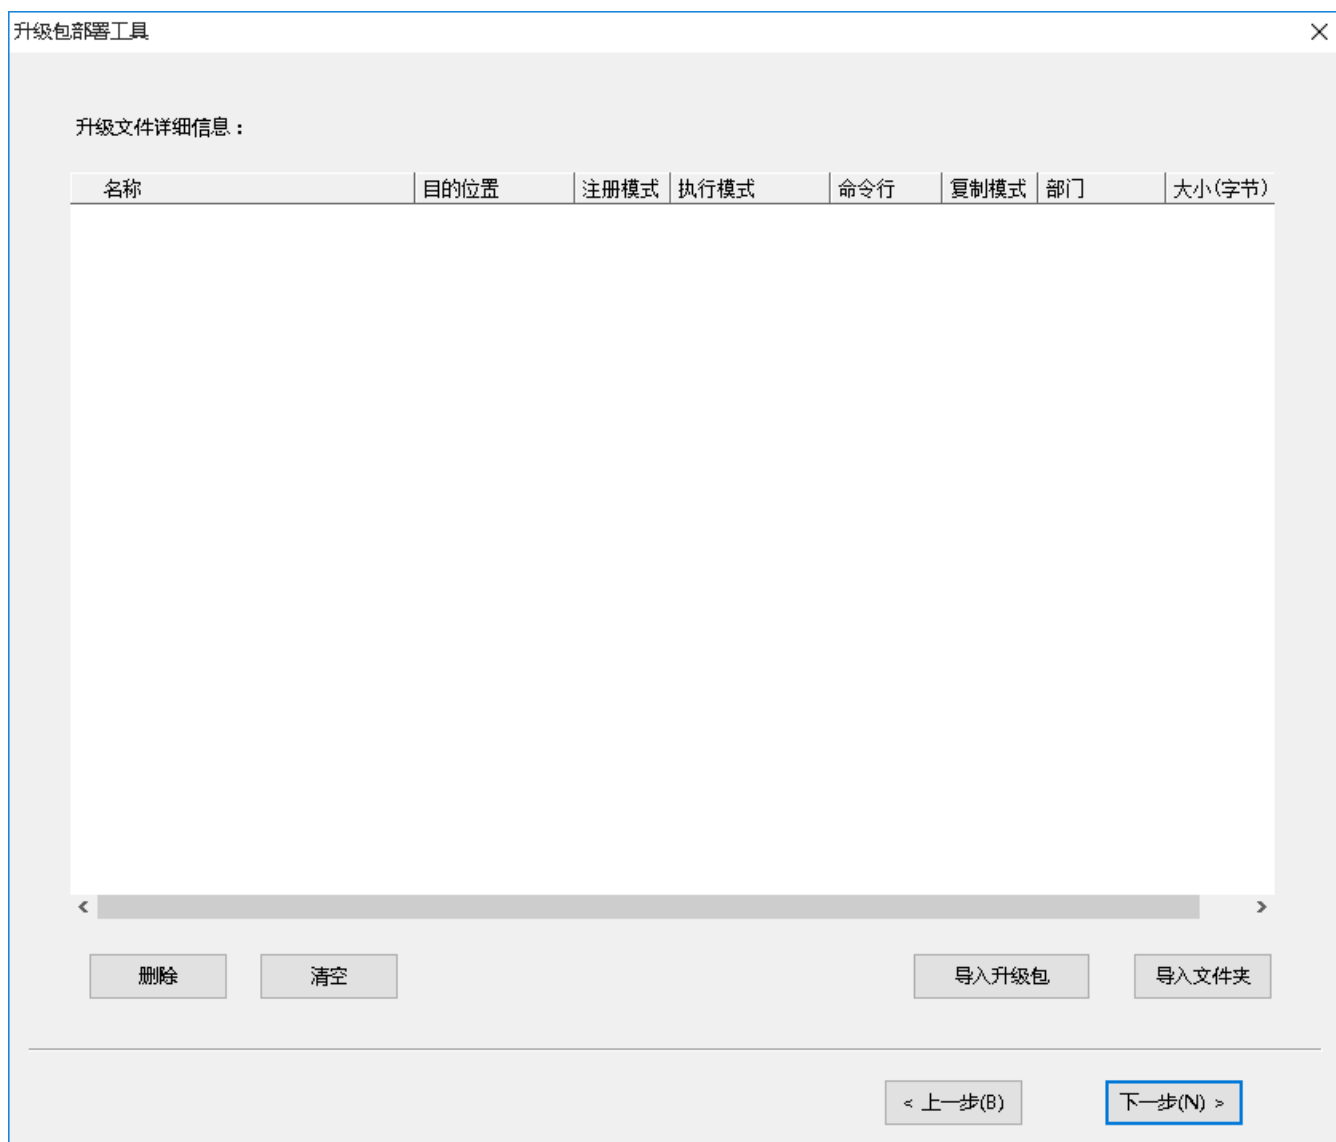 升级包部署工具
升级文件详细信息：
名称 目的位置 注册模式 执行模式 命令行 复制模式 部门 大小(字节)
删除 清空 导入升级包 导入文件夹
< 上一步(B) 下一步(N) >